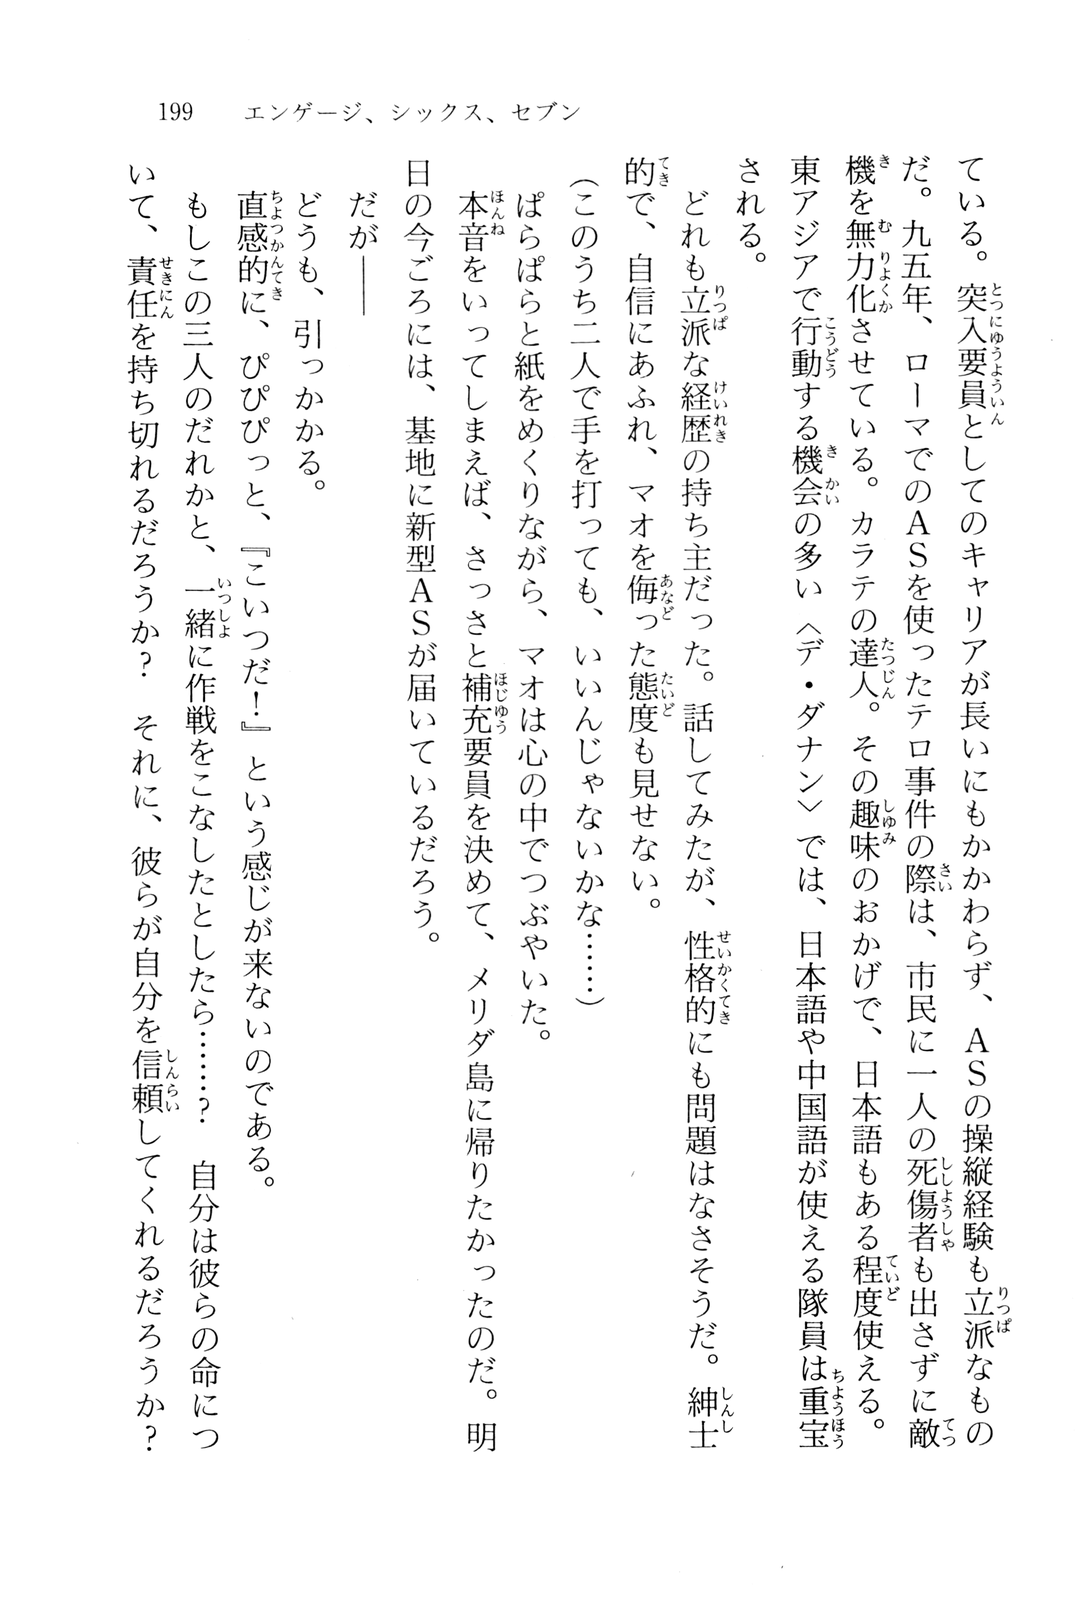 199　エンゲージ、シックス、セブン
ている。突入要員としてのキャリアが長いにもかかわらず、ASの操縦経験も立派なもの
だ。九五年、ローマでのASを使ったテロ事件の際は、市民に一人の死傷者も出さずに敵
機を無力化させている。カラテの達人。その趣味のおかげで、日本語もある程度使える。
東アジアで行動する機会の多い〈デ・ダナン〉では、日本語や中国語が使える隊員は重宝
される。
　どれも立派な経歴の持ち主だった。話してみたが、性格的にも問題はなさそうだ。紳士
的で、自信にあふれ、マオを侮った態度も見せない。
（このうち二人で手を打っても、いいんじゃないかな……）
　ぱらぱらと紙をめくりながら、マオは心の中でつぶやいた。
　本音をいってしまえば、さっさと補充要員を決めて、メリダ島に帰りたかったのだ。明
日の今ごろには、基地に新型ASが届いているだろう。
　だが――
　どうも、引っかかる。
　直感的に、ぴぴぴっと、『こいつだ！』という感じが来ないのである。
　もしこの三人のだれかと、一緒に作戦をこなしたとしたら……？　自分は彼らの命につ
いて、責任を持ち切れるだろうか？　それに、彼らが自分を信頼してくれるだろうか？